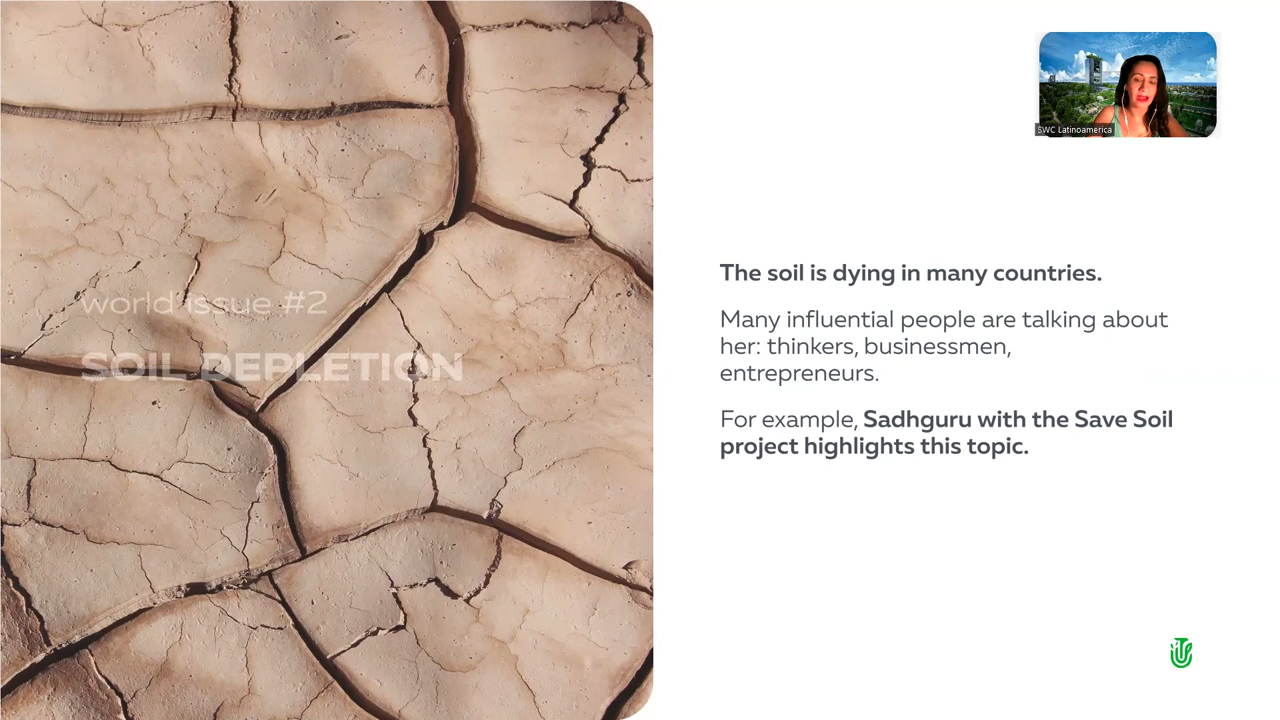 world issue #2
SOIL DEPLETION
SWC Latinoamerica
The soil is dying in many countries.
Many influential people are talking about
her: thinkers, businessmen,
entrepreneurs.
For example, Sadhguru with the Save Soil
project highlights this topic.